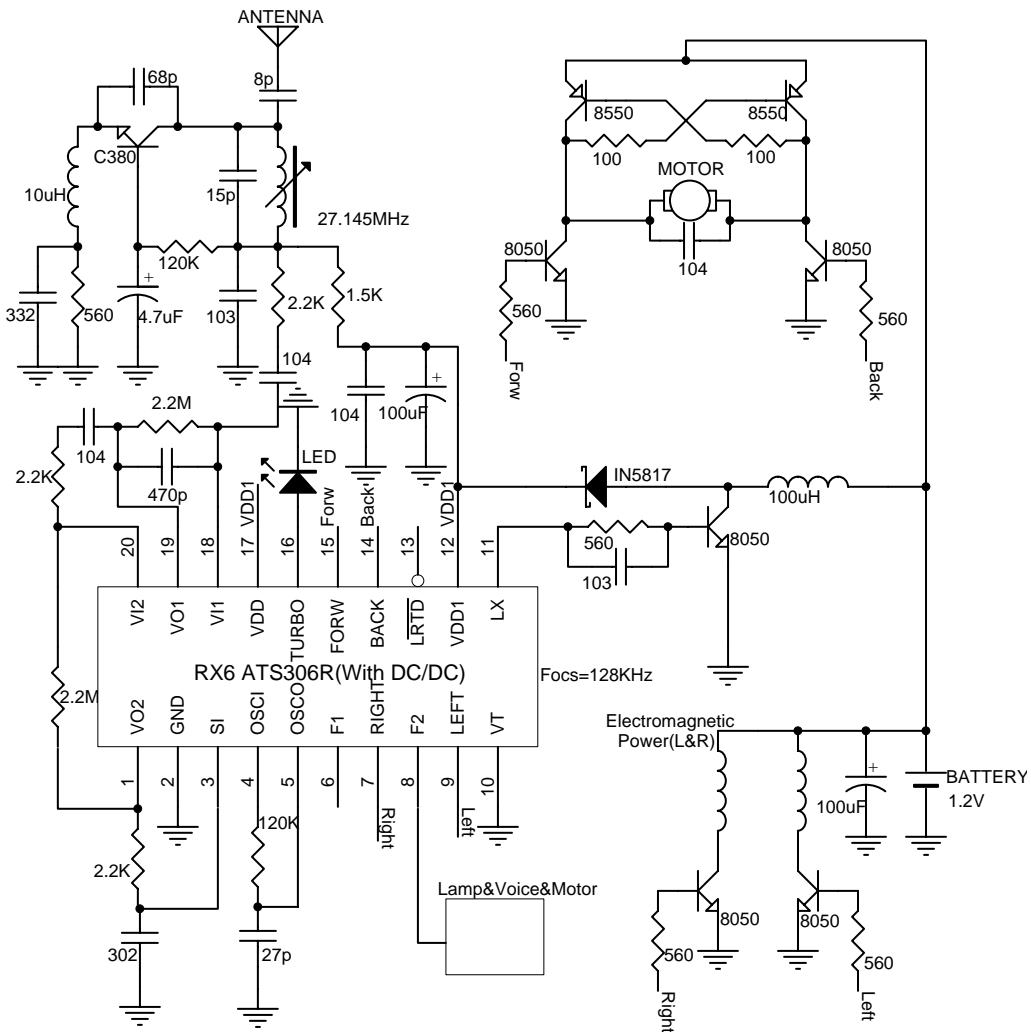 ANTENNA
68p
8p
C380
10uH
15p
27.145MHz
120K
332
560
+
4.7uF
103
2.2K
1.5K
104
104
+
100uF
8550
8550
100
100
MOTOR
104
8050
8050
560
560
Forw
Back
2.2M
104
2.2K
470p
LED
VDD1
Forw
Back
VDD1
IN5817
100uH
560
103
8050
20
19
18
17
16
15
14
13
12
11
VI2
VO1
VI1
VDD
TURBO
FORW
BACK
LRTD
VDD1
LX
RX6 ATS306R(With DC/DC)
Focs=128KHz
2.2M
VO2
GND
SI
OSCI
OSCO
F1
RIGHT
F2
LEFT
VT
1
2
3
4
5
6
7
8
9
10
Right
Left
2.2K
302
120K
27p
Lamp&Voice&Motor
Electromagnetic
Power(L&R)
+
100uF
BATTERY
1.2V
8050
8050
560
560
Right
Left